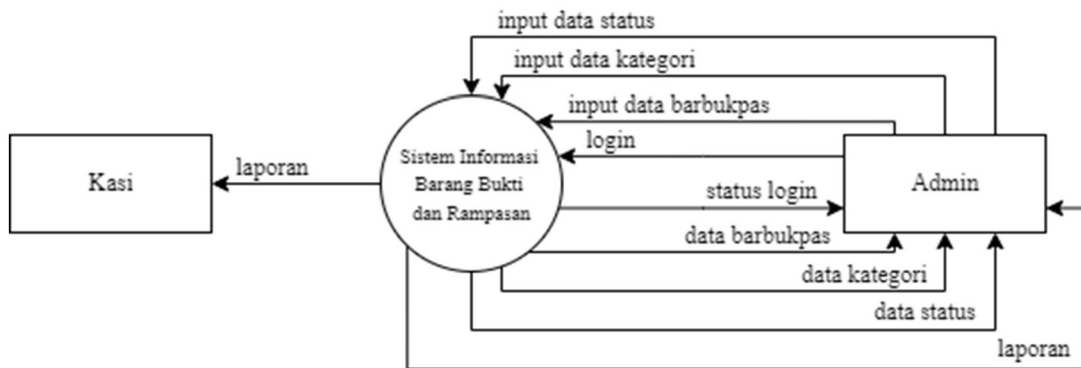 input data status
input data kategori
input data barbukpas
login
Kasi
laporan
Sistem Informasi
Barang Bukti
dan Rampasan
Admin
status login
data barbukpas
data kategori
data status
laporan